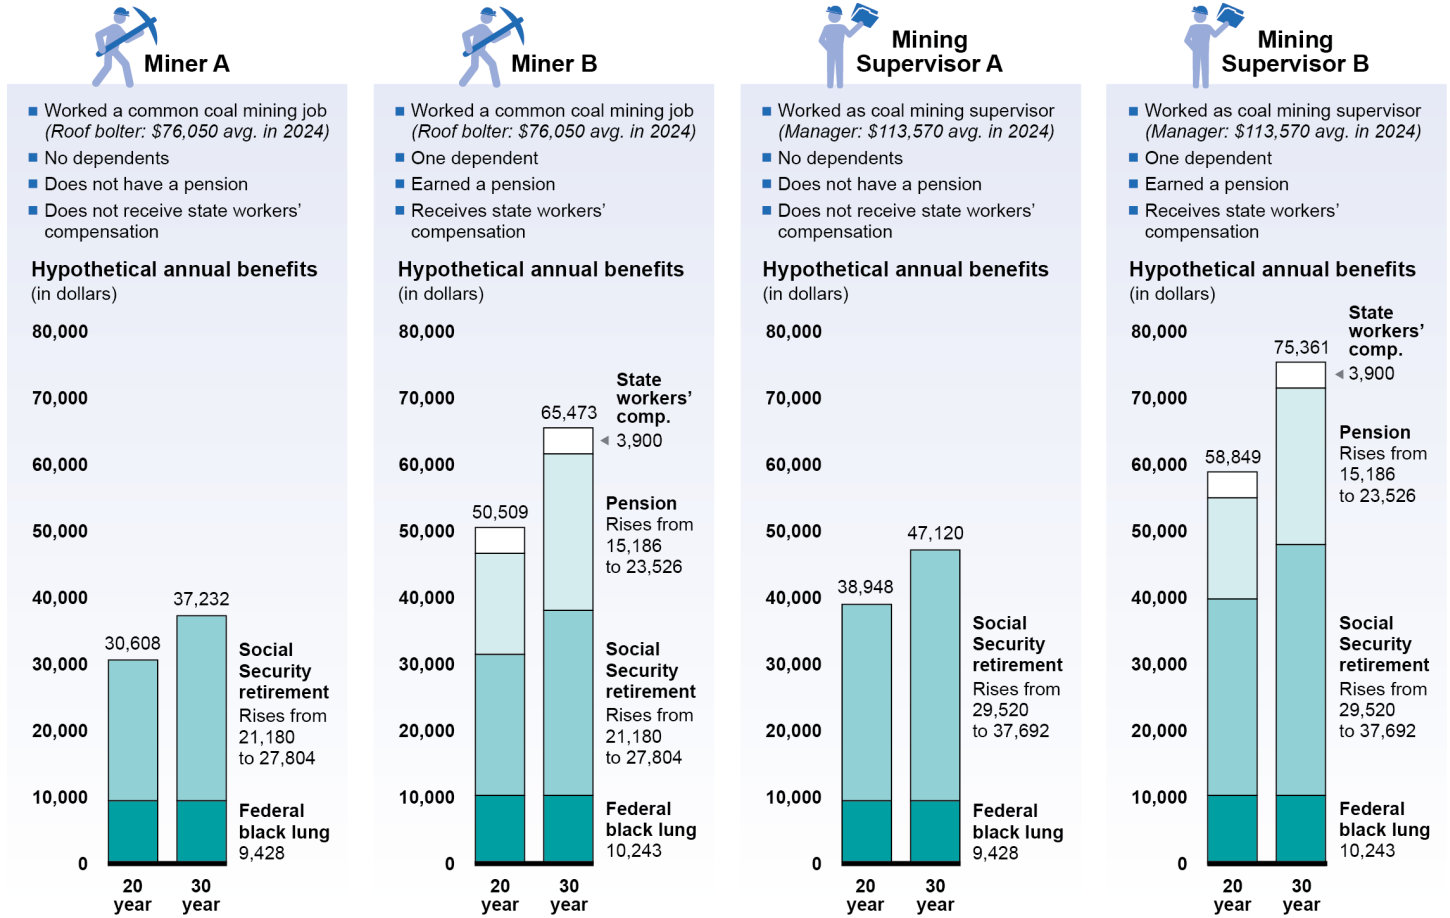 Miner A
Worked a common coal mining job
(Roof bolter: $76,050 avg. in 2024)
No dependents
Does not have a pension
Does not receive state workers’
compensation
Hypothetical annual benefits
(in dollars)
80,000
70,000
60,000
50,000
40,000
30,000
20,000
10,000
0
30,608
37,232
Social
Security
retirement
Rises from
21,180
to 27,804
Federal
black lung
9,428
20
year
30
year
Miner B
Worked a common coal mining job
(Roof bolter: $76,050 avg. in 2024)
One dependent
Earned a pension
Receives state workers’
compensation
Hypothetical annual benefits
(in dollars)
80,000
70,000
60,000
50,000
40,000
30,000
20,000
10,000
0
50,509
65,473
State
workers’
comp.
3,900
Pension
Rises from
15,186
to 23,526
Social
Security
retirement
Rises from
21,180
to 27,804
Federal
black lung
10,243
20
year
30
year
Mining
Supervisor A
Worked as coal mining supervisor
(Manager: $113,570 avg. in 2024)
No dependents
Does not have a pension
Does not receive state workers’
compensation
Hypothetical annual benefits
(in dollars)
80,000
70,000
60,000
50,000
40,000
30,000
20,000
10,000
0
38,948
47,120
Social
Security
retirement
Rises from
29,520
to 37,692
Federal
black lung
9,428
20
year
30
year
Mining
Supervisor B
Worked as coal mining supervisor
(Manager: $113,570 avg. in 2024)
One dependent
Earned a pension
Receives state workers’
compensation
Hypothetical annual benefits
(in dollars)
80,000
70,000
60,000
50,000
40,000
30,000
20,000
10,000
0
58,849
75,361
State
workers’
comp.
3,900
Pension
Rises from
15,186
to 23,526
Social
Security
retirement
Rises from
29,520
to 37,692
Federal
black lung
10,243
20
year
30
year